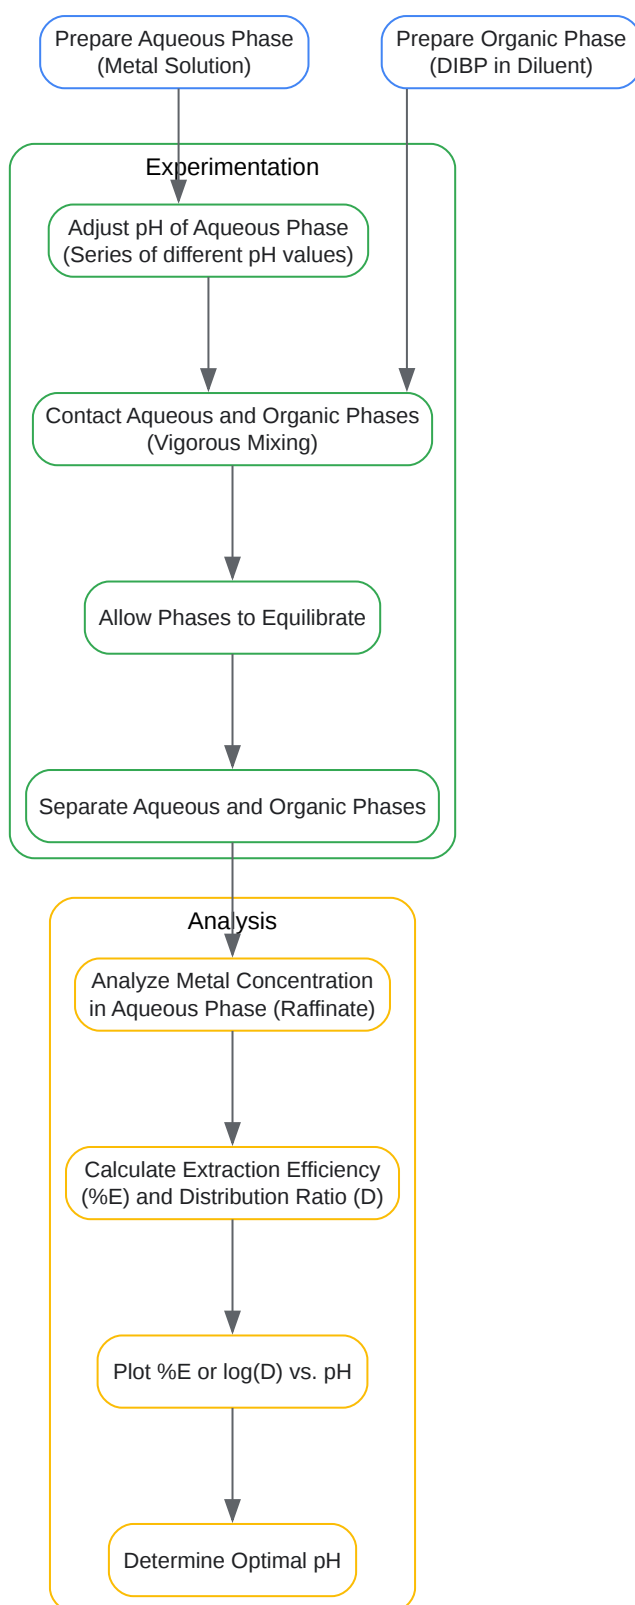 Prepare Aqueous Phase
(Metal Solution)
Prepare Organic Phase
(DIBP in Diluent)
Experimentation
Adjust pH of Aqueous Phase
(Series of different pH values)
Contact Aqueous and Organic Phases
(Vigorous Mixing)
Allow Phases to Equilibrate
Separate Aqueous and Organic Phases
Analysis
Analyze Metal Concentration
in Aqueous Phase (Raffinate)
Calculate Extraction Efficiency
(%E) and Distribution Ratio (D)
Plot %E or log(D) vs. pH
Determine Optimal pH